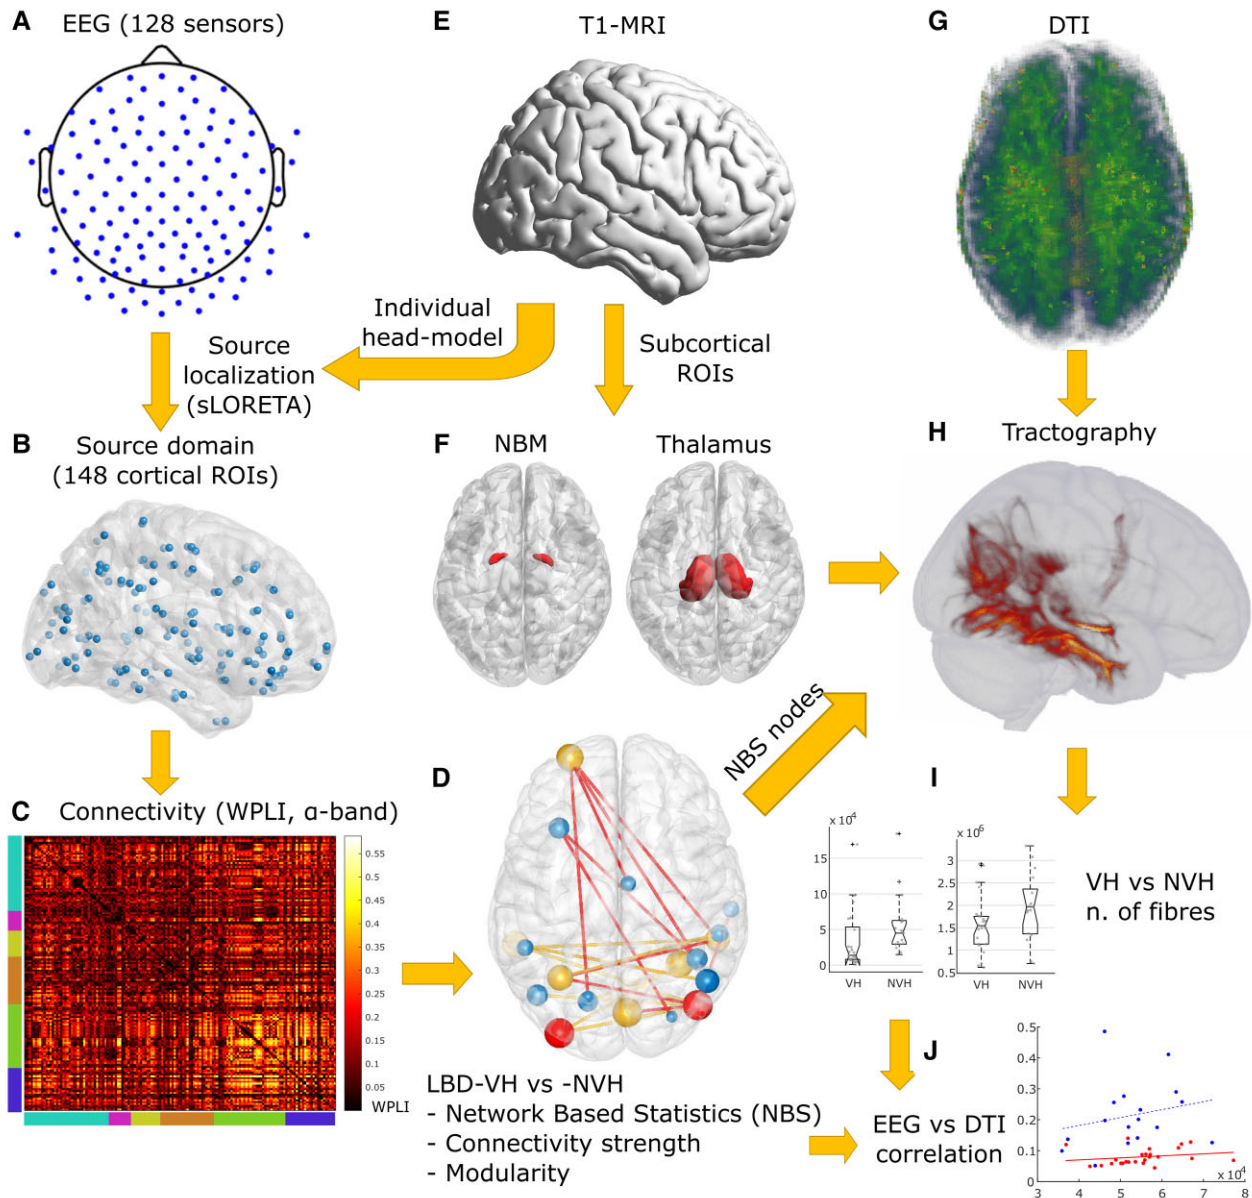 A
EEG (128 sensors)
E
T1-MRI
G
DTI
Individual
head-model
Source
localization
(sLORETA)
Subcortical
ROIs
B
Source domain
(148 cortical ROIs)
F
NBM
Thalamus
H
Tractography
C
Connectivity (WPLI, α-band)
0.55
0.5
0.45
0.4
0.35
0.3
0.25
0.2
0.15
0.1
0.05
WPLI
D
NBS nodes
LBD-VH vs -NVH
- Network Based Statistics (NBS)
- Connectivity strength
- Modularity
I
x 10⁴
15
10
5
0
VH
NVH
x 10⁶
3
2.5
2
1.5
1
0.5
VH
NVH
VH vs NVH
n. of fibres
J
EEG vs DTI
correlation
0.5
0.4
0.3
0.2
0.1
0
3
4
5
6
7
8
x 10⁴